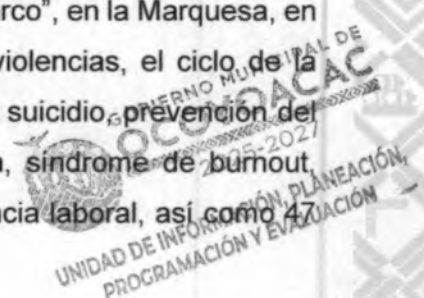 rco”, en la Marquesa, en
violencias, el ciclo de la
suicidio, prevención del
síndrome de burnout,
laboral, así como 47
GOBIERNO MUNICIPAL DE
OCOYOACAC
2025-2027
UNIDAD DE INFORMACIÓN, PLANEACIÓN,
PROGRAMACIÓN Y EVALUACIÓN